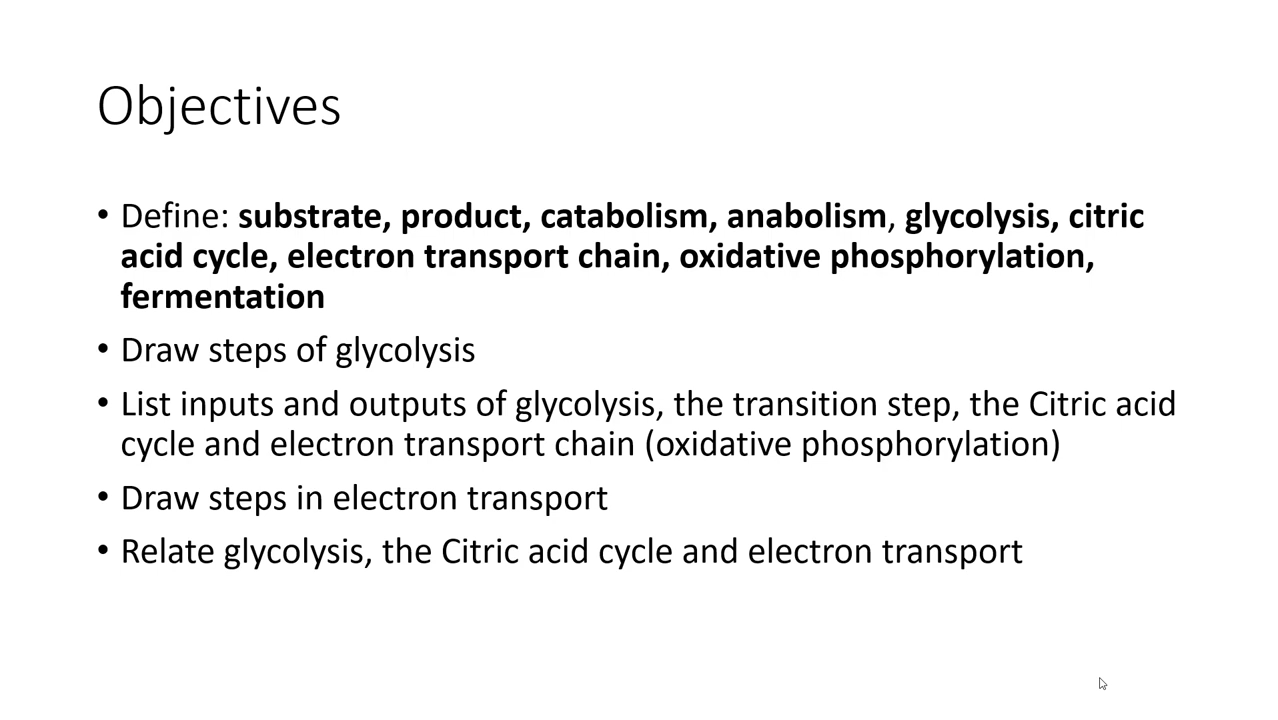 Objectives
• Define: substrate, product, catabolism, anabolism, glycolysis, citric
acid cycle, electron transport chain, oxidative phosphorylation,
fermentation
• Draw steps of glycolysis
• List inputs and outputs of glycolysis, the transition step, the Citric acid
cycle and electron transport chain (oxidative phosphorylation)
• Draw steps in electron transport
• Relate glycolysis, the Citric acid cycle and electron transport